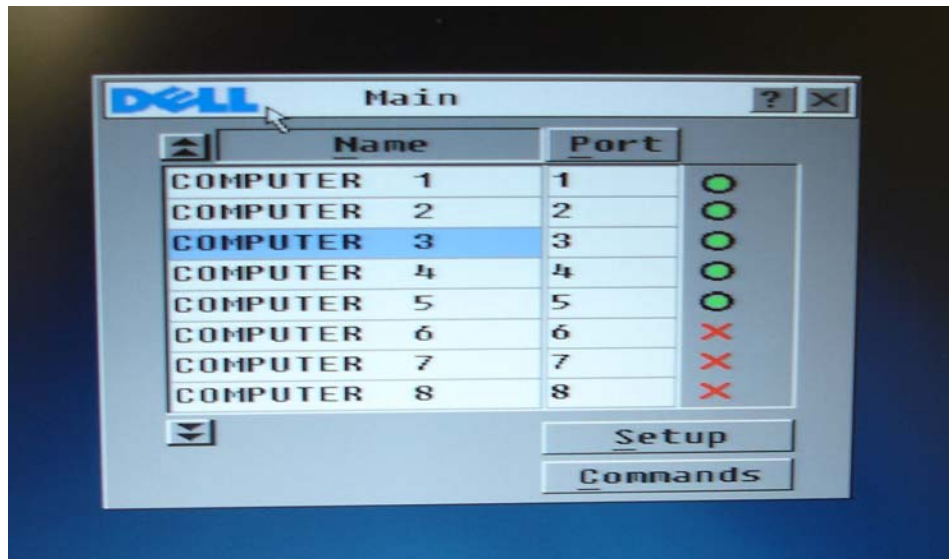 DELL Main ?
Name Port
COMPUTER 1 1
COMPUTER 2 2
COMPUTER 3 3
COMPUTER 4 4
COMPUTER 5 5
COMPUTER 6 6
COMPUTER 7 7
COMPUTER 8 8
Setup
Commands